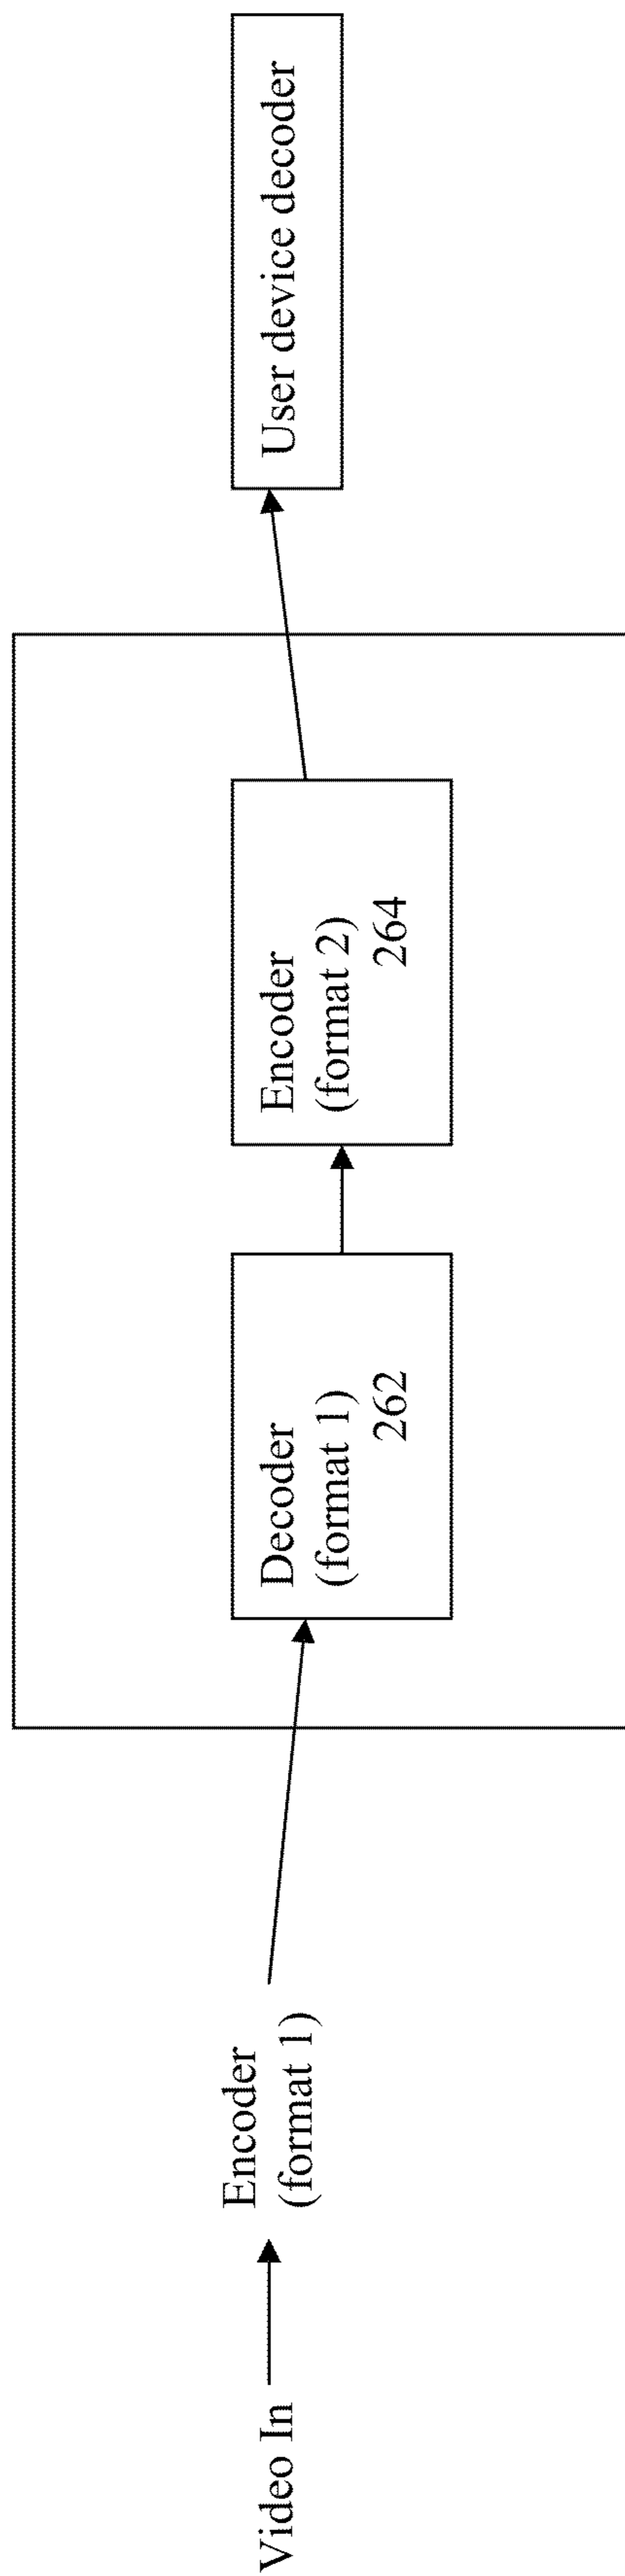 Video In
Encoder
(format 1)
Decoder
(format 1)
262
Encoder
(format 2)
264
User device decoder